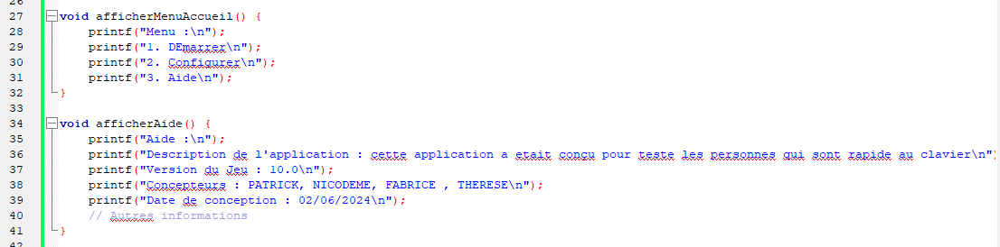 26
27 void afficherMenuAccueil() {
28 printf("Menu :\n");
29 printf("1. DEmarrer\n");
30 printf("2. Configurer\n");
31 printf("3. Aide\n");
32 }
33
34 void afficherAide() {
35 printf("Aide :\n");
36 printf("Description de l'application : cette application a etait conçu pour teste les personnes qui sont rapide au clavier\n")
37 printf("Version du Jeu : 10.0\n");
38 printf("Concepteurs : PATRICK, NICODEME, FABRICE , THERESE\n");
39 printf("Date de conception : 02/06/2024\n");
40 // Autres informations
41 }
42